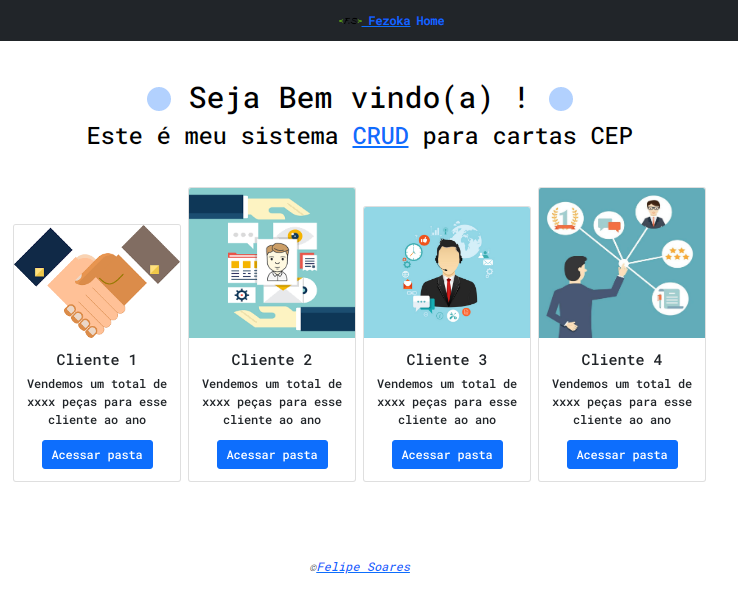 <FS> Fezoka Home
Seja Bem vindo(a) !
Este é meu sistema CRUD para cartas CEP
1
Cliente 1
Vendemos um total de
xxxx peças para esse
cliente ao ano
Acessar pasta
Cliente 2
Vendemos um total de
xxxx peças para esse
cliente ao ano
Acessar pasta
Cliente 3
Vendemos um total de
xxxx peças para esse
cliente ao ano
Acessar pasta
Cliente 4
Vendemos um total de
xxxx peças para esse
cliente ao ano
Acessar pasta
©Felipe Soares